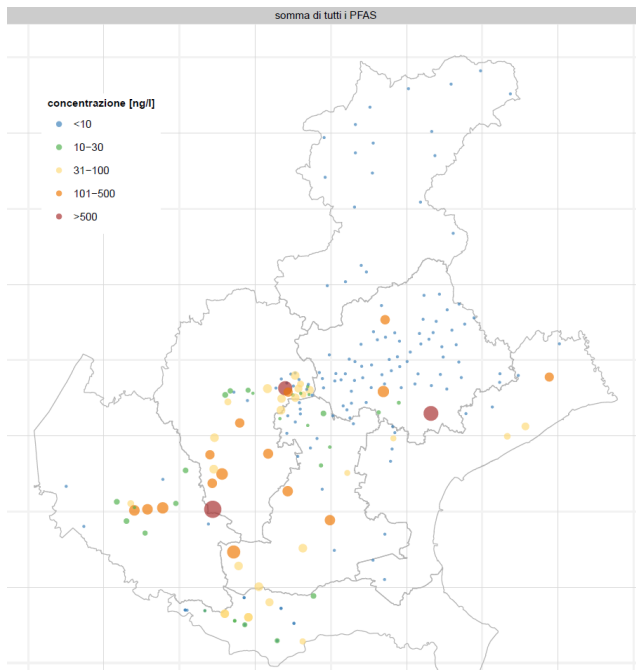 somma di tutti i PFAS
concentrazione [ng/l]
<10
10−30
31−100
101−500
>500